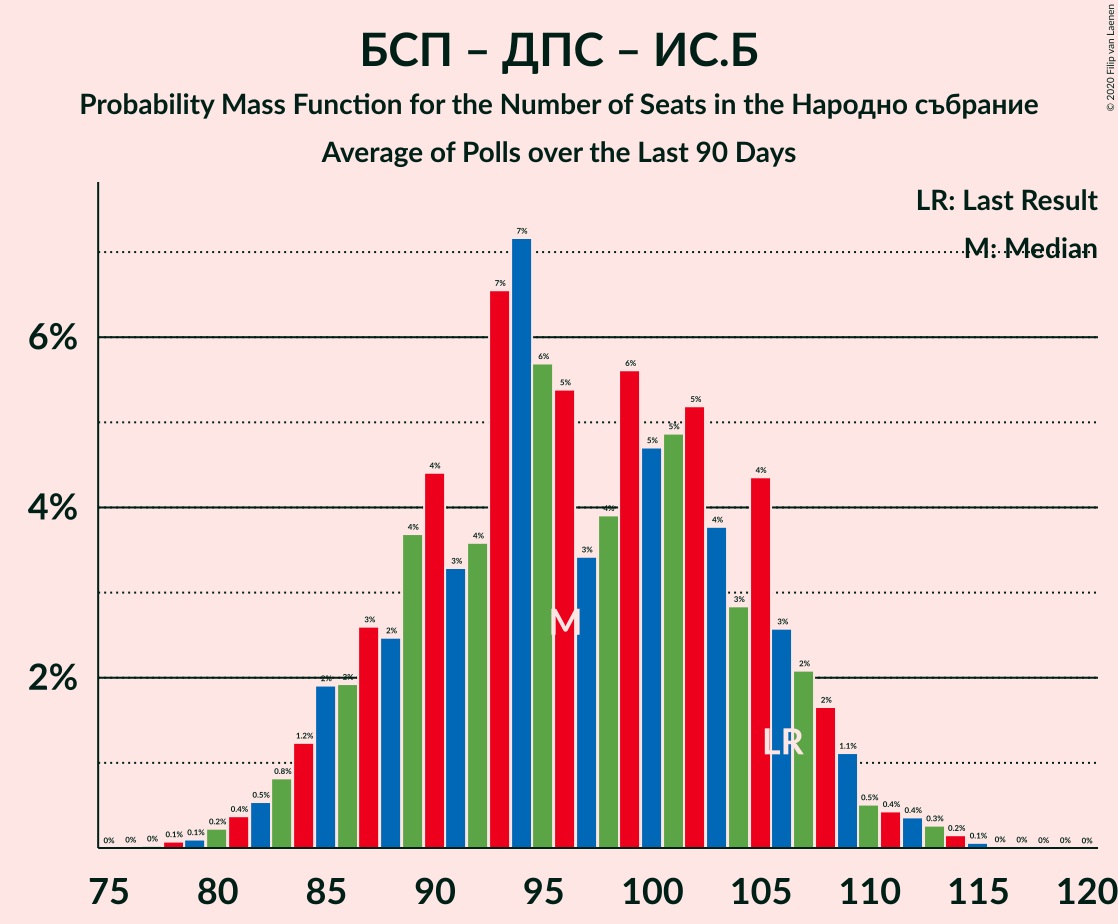 БСП – ДПС – ИС.Б
Probability Mass Function for the Number of Seats in the Народно събрание
Average of Polls over the Last 90 Days
© 2020 Filip van Laenen
LR: Last Result
M: Median
6%
4%
2%
0% 0% 0% 0.1% 0.1% 0.2% 0.4% 0.5% 0.8% 1.2% 2% 2% 3% 2% 4% 4% 3% 4% 7% 7% 6% 5% 3% 4% 6% 5% 5% 5% 4% 3% 4% 3% 2% 2% 1.1% 0.5% 0.4% 0.4% 0.3% 0.2% 0.1% 0% 0% 0% 0% 0%
M
LR
75 80 85 90 95 100 105 110 115 120